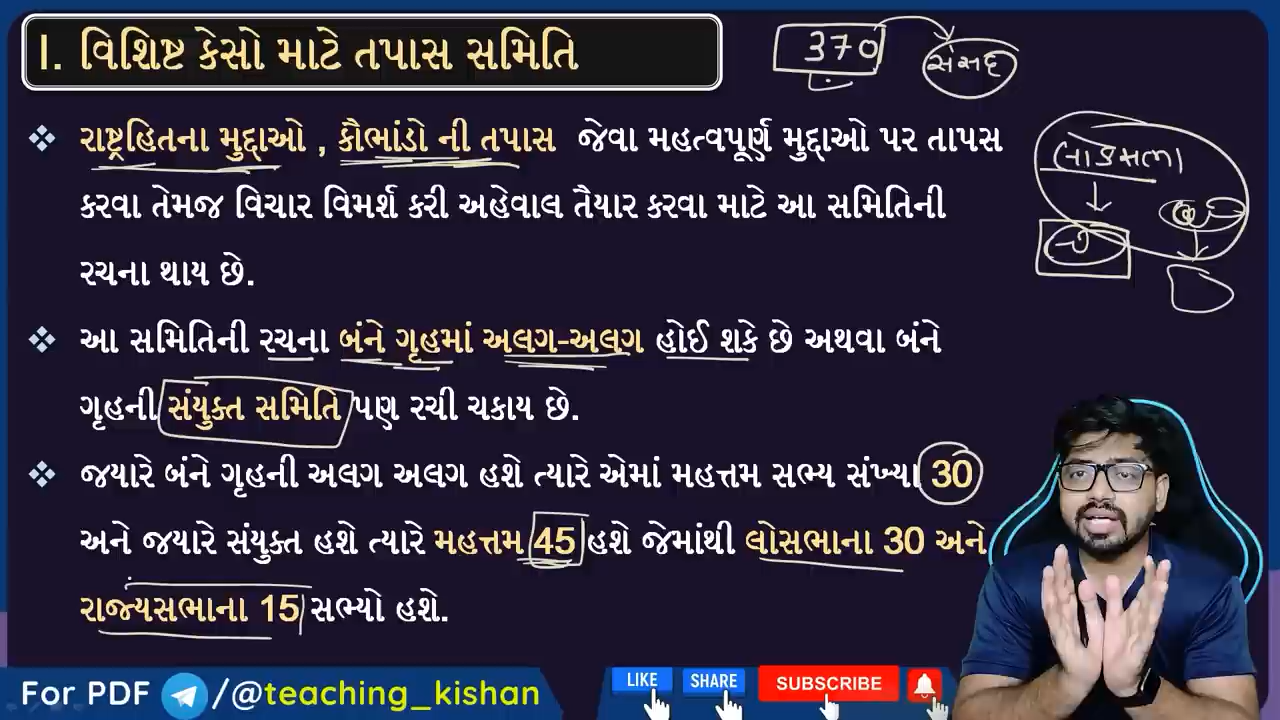 I. વિશિષ્ટ કેસો માટે તપાસ સમિતિ
370
સંસદ
રાષ્ટ્રહિતના મુદ્દાઓ , કૌભાંડો ની તપાસ જેવા મહત્વપૂર્ણ મુદ્દાઓ પર તાપસ
કરવા તેમજ વિચાર વિમર્શ કરી અહેવાલ તૈયાર કરવા માટે આ સમિતિની
રચના થાય છે.
લોકસભા
આ સમિતિની રચના બંને ગૃહમાં અલગ-અલગ હોઈ શકે છે અથવા બંને
ગૃહની સંયુક્ત સમિતિ પણ રચી ચકાય છે.
જયારે બંને ગૃહની અલગ અલગ હશે ત્યારે એમાં મહત્તમ સભ્ય સંખ્યા 30
અને જયારે સંયુક્ત હશે ત્યારે મહત્તમ 45 હશે જેમાંથી લોસભાના 30 અને
રાજ્યસભાના 15 સભ્યો હશે.
For PDF /@teaching_kishan
LIKE SHARE SUBSCRIBE